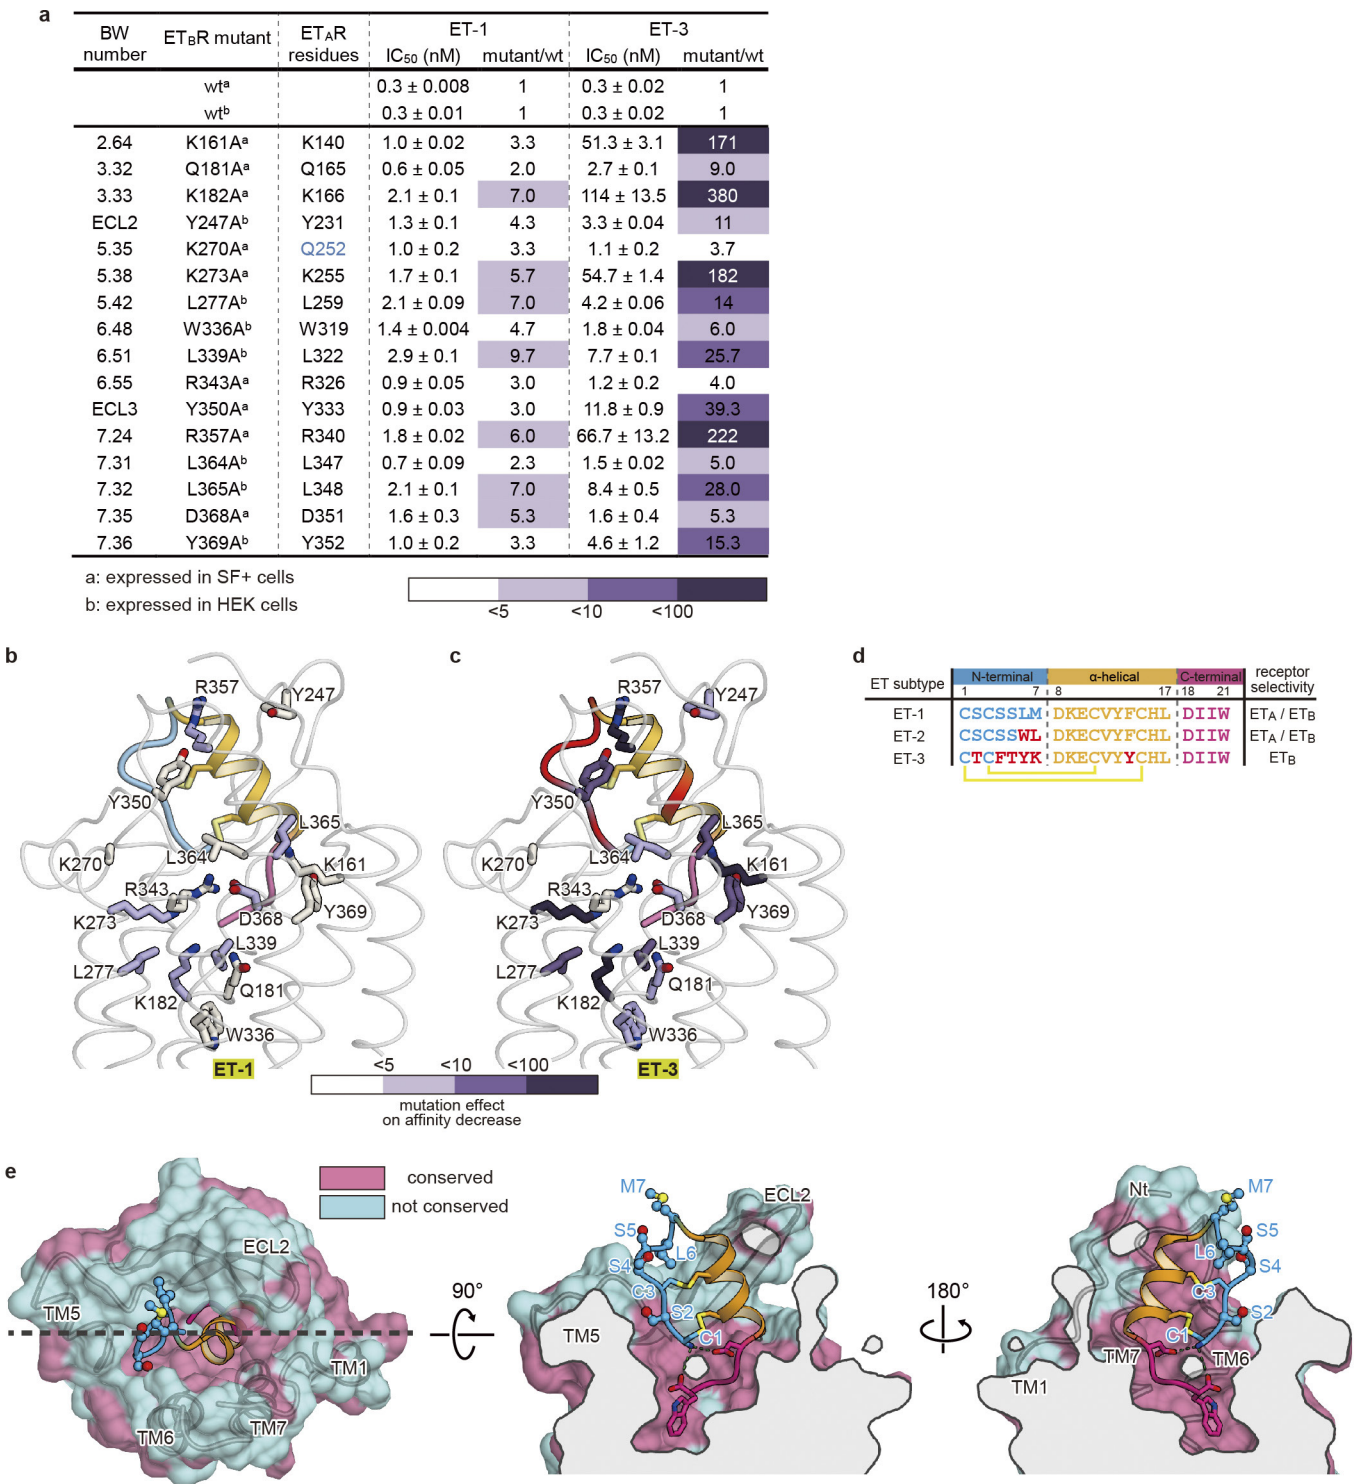 a
BW number ETBR mutant ETAR residues ET-1 ET-3
IC50 (nM) mutant/wt IC50 (nM) mutant/wt
wtᵃ 0.3 ± 0.008 1 0.3 ± 0.02 1
wtᵇ 0.3 ± 0.01 1 0.3 ± 0.02 1
2.64 K161Aᵃ K140 1.0 ± 0.02 3.3 51.3 ± 3.1 171
3.32 Q181Aᵃ Q165 0.6 ± 0.05 2.0 2.7 ± 0.1 9.0
3.33 K182Aᵃ K166 2.1 ± 0.1 7.0 114 ± 13.5 380
ECL2 Y247Aᵇ Y231 1.3 ± 0.1 4.3 3.3 ± 0.04 11
5.35 K270Aᵃ Q252 1.0 ± 0.2 3.3 1.1 ± 0.2 3.7
5.38 K273Aᵃ K255 1.7 ± 0.1 5.7 54.7 ± 1.4 182
5.42 L277Aᵇ L259 2.1 ± 0.09 7.0 4.2 ± 0.06 14
6.48 W336Aᵇ W319 1.4 ± 0.004 4.7 1.8 ± 0.04 6.0
6.51 L339Aᵇ L322 2.9 ± 0.1 9.7 7.7 ± 0.1 25.7
6.55 R343Aᵃ R326 0.9 ± 0.05 3.0 1.2 ± 0.2 4.0
ECL3 Y350Aᵃ Y333 0.9 ± 0.03 3.0 11.8 ± 0.9 39.3
7.24 R357Aᵃ R340 1.8 ± 0.02 6.0 66.7 ± 13.2 222
7.31 L364Aᵇ L347 0.7 ± 0.09 2.3 1.5 ± 0.02 5.0
7.32 L365Aᵇ L348 2.1 ± 0.1 7.0 8.4 ± 0.5 28.0
7.35 D368Aᵃ D351 1.6 ± 0.3 5.3 1.6 ± 0.4 5.3
7.36 Y369Aᵇ Y352 1.0 ± 0.2 3.3 4.6 ± 1.2 15.3
a: expressed in SF+ cells
b: expressed in HEK cells
<5 <10 <100
b
R357
Y247
Y350
L365
K270
L364
K161
R343
K273
D368
Y369
L339
L277
K182
Q181
W336
ET-1
c
R357
Y247
Y350
L365
K270
L364
K161
R343
K273
D368
Y369
L339
L277
K182
Q181
W336
ET-3
<5 <10 <100
mutation effect
on affinity decrease
d
ET subtype N-terminal α-helical C-terminal receptor selectivity
1 7 8 17 18 21
ET-1 CSCSSLM DKECVYFCHL DIIW ETA / ETB
ET-2 CSCSSWL DKECVYFCHL DIIW ETA / ETB
ET-3 CTCFTYK DKECVYYCHL DIIW ETB
e
conserved
not conserved
ECL2
TM5
TM1
TM6
TM7
90°
M7
ECL2
S5
L6
S4
C3
S2
TM5
C1
180°
Nt
M7
S5
L6
S4
C3
S2
C1
TM7
TM6
TM1